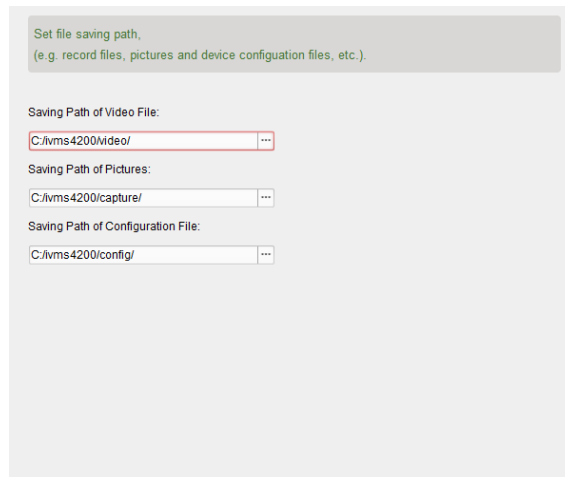 Set file saving path,
(e.g. record files, pictures and device configuation files, etc.).
Saving Path of Video File:
C:/ivms4200/video/ ...
Saving Path of Pictures:
C:/ivms4200/capture/ ...
Saving Path of Configuration File:
C:/ivms4200/config/ ...